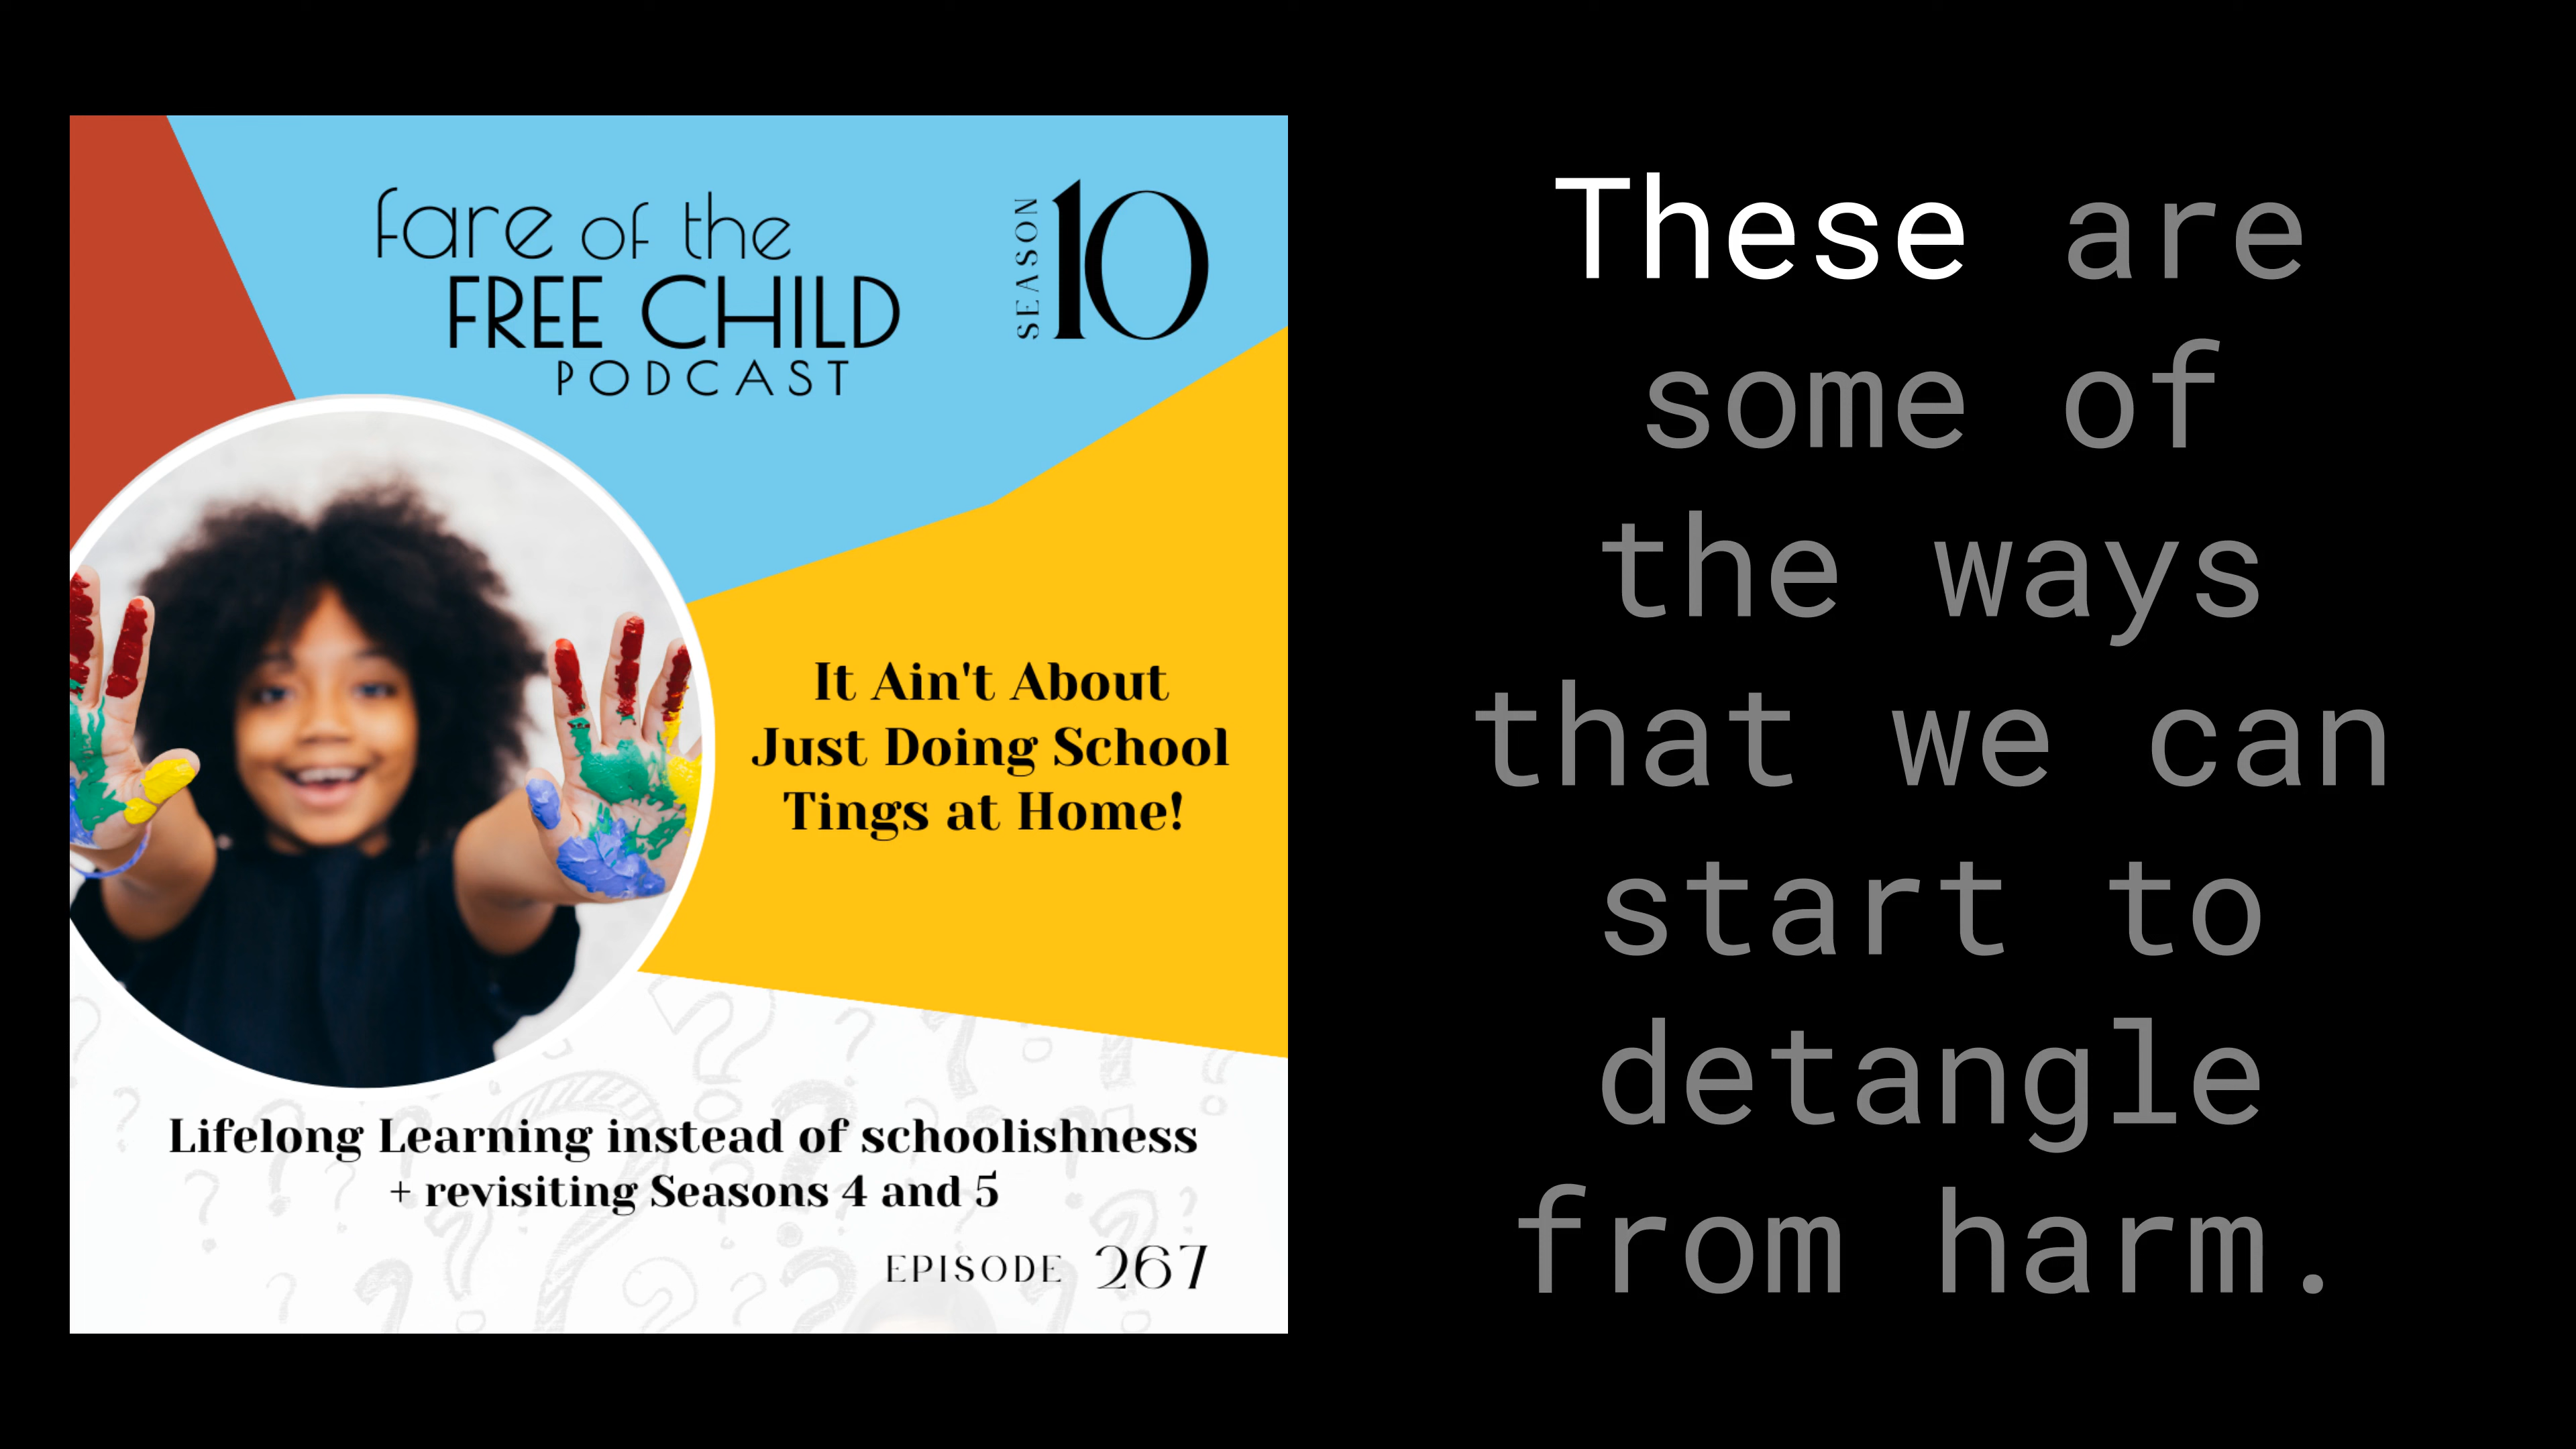 fare of the
FREE CHILD
PODCAST
SEASON 10
It Ain't About
Just Doing School
Tings at Home!
Lifelong Learning instead of schoolishness
+ revisiting Seasons 4 and 5
EPISODE 267
These are
some of
the ways
that we can
start to
detangle
from harm.